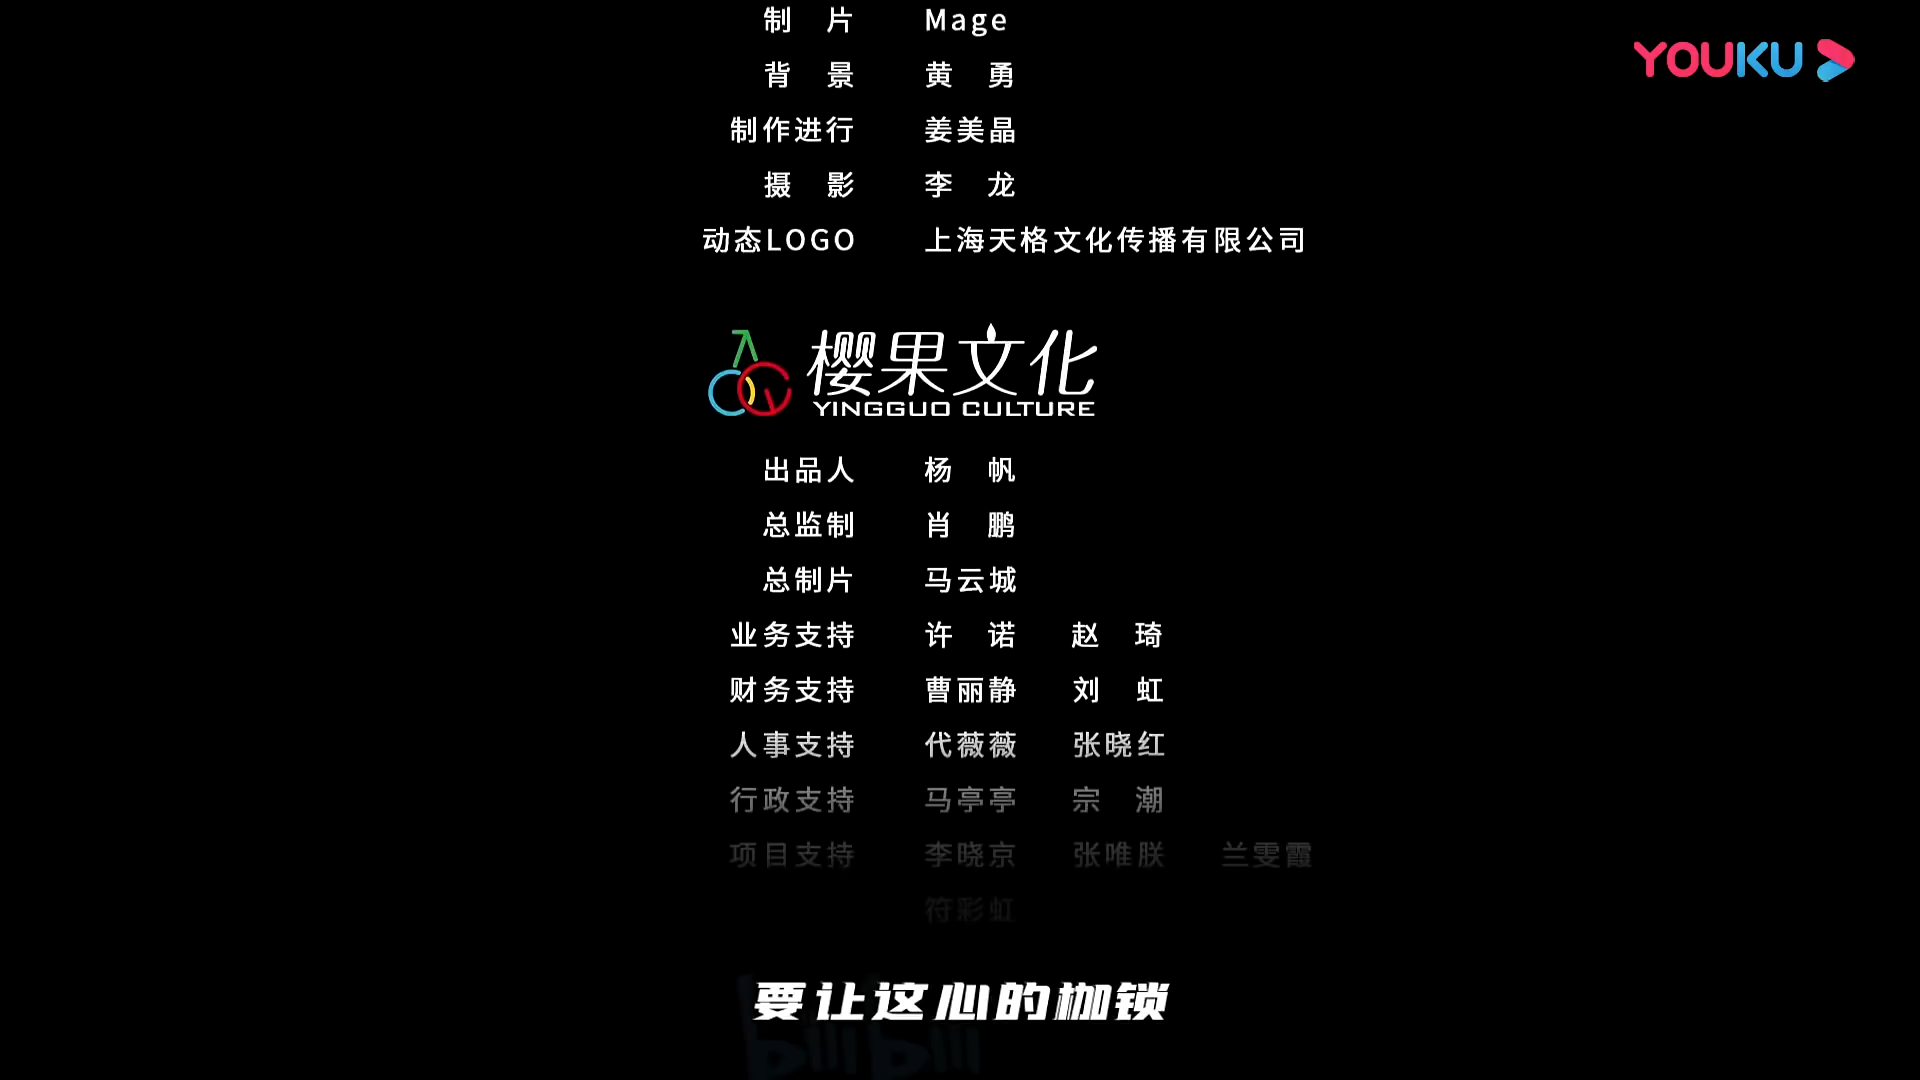 制 片 Mage
YOUKU
背 景 黄 勇
制作进行 姜美晶
摄 影 李 龙
动态LOGO 上海天格文化传播有限公司
樱果文化
YINGGUO CULTURE
出品人 杨 帆
总监制 肖 鹏
总制片 马云城
业务支持 许 诺 赵 琦
财务支持 曹丽静 刘 虹
人事支持 代薇薇 张晓红
行政支持 马亭亭 宗 潮
项目支持 李晓京 张唯朕 兰雯霞
符彩虹
要让这心的枷锁
bilibili